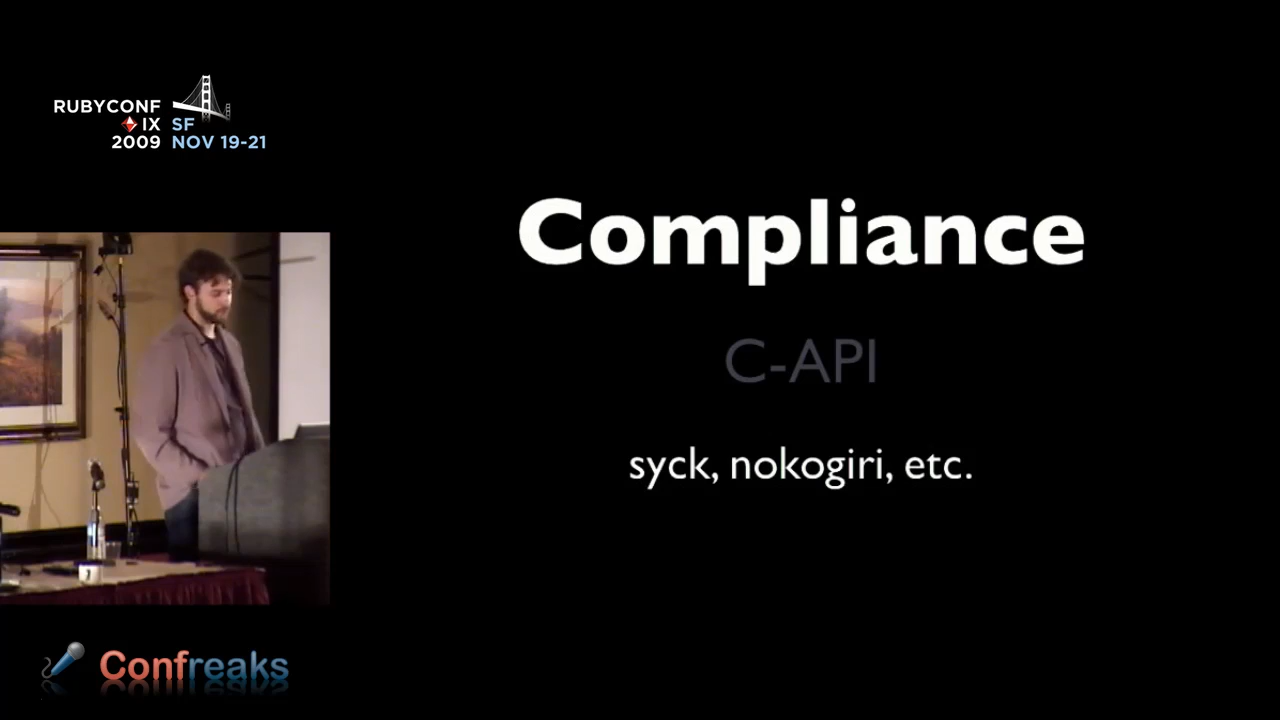 RUBYCONF
IX SF
2009 NOV 19-21
Compliance
C-API
syck, nokogiri, etc.
Confreaks